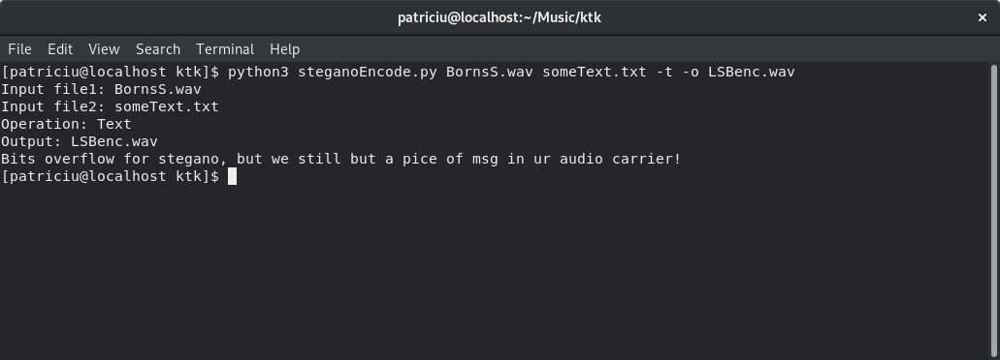 patriciu@localhost:~/Music/ktk
File Edit View Search Terminal Help
[patriciu@localhost ktk]$ python3 steganoEncode.py BornsS.wav someText.txt -t -o LSBenc.wav
Input file1: BornsS.wav
Input file2: someText.txt
Operation: Text
Output: LSBenc.wav
Bits overflow for stegano, but we still but a pice of msg in ur audio carrier!
[patriciu@localhost ktk]$